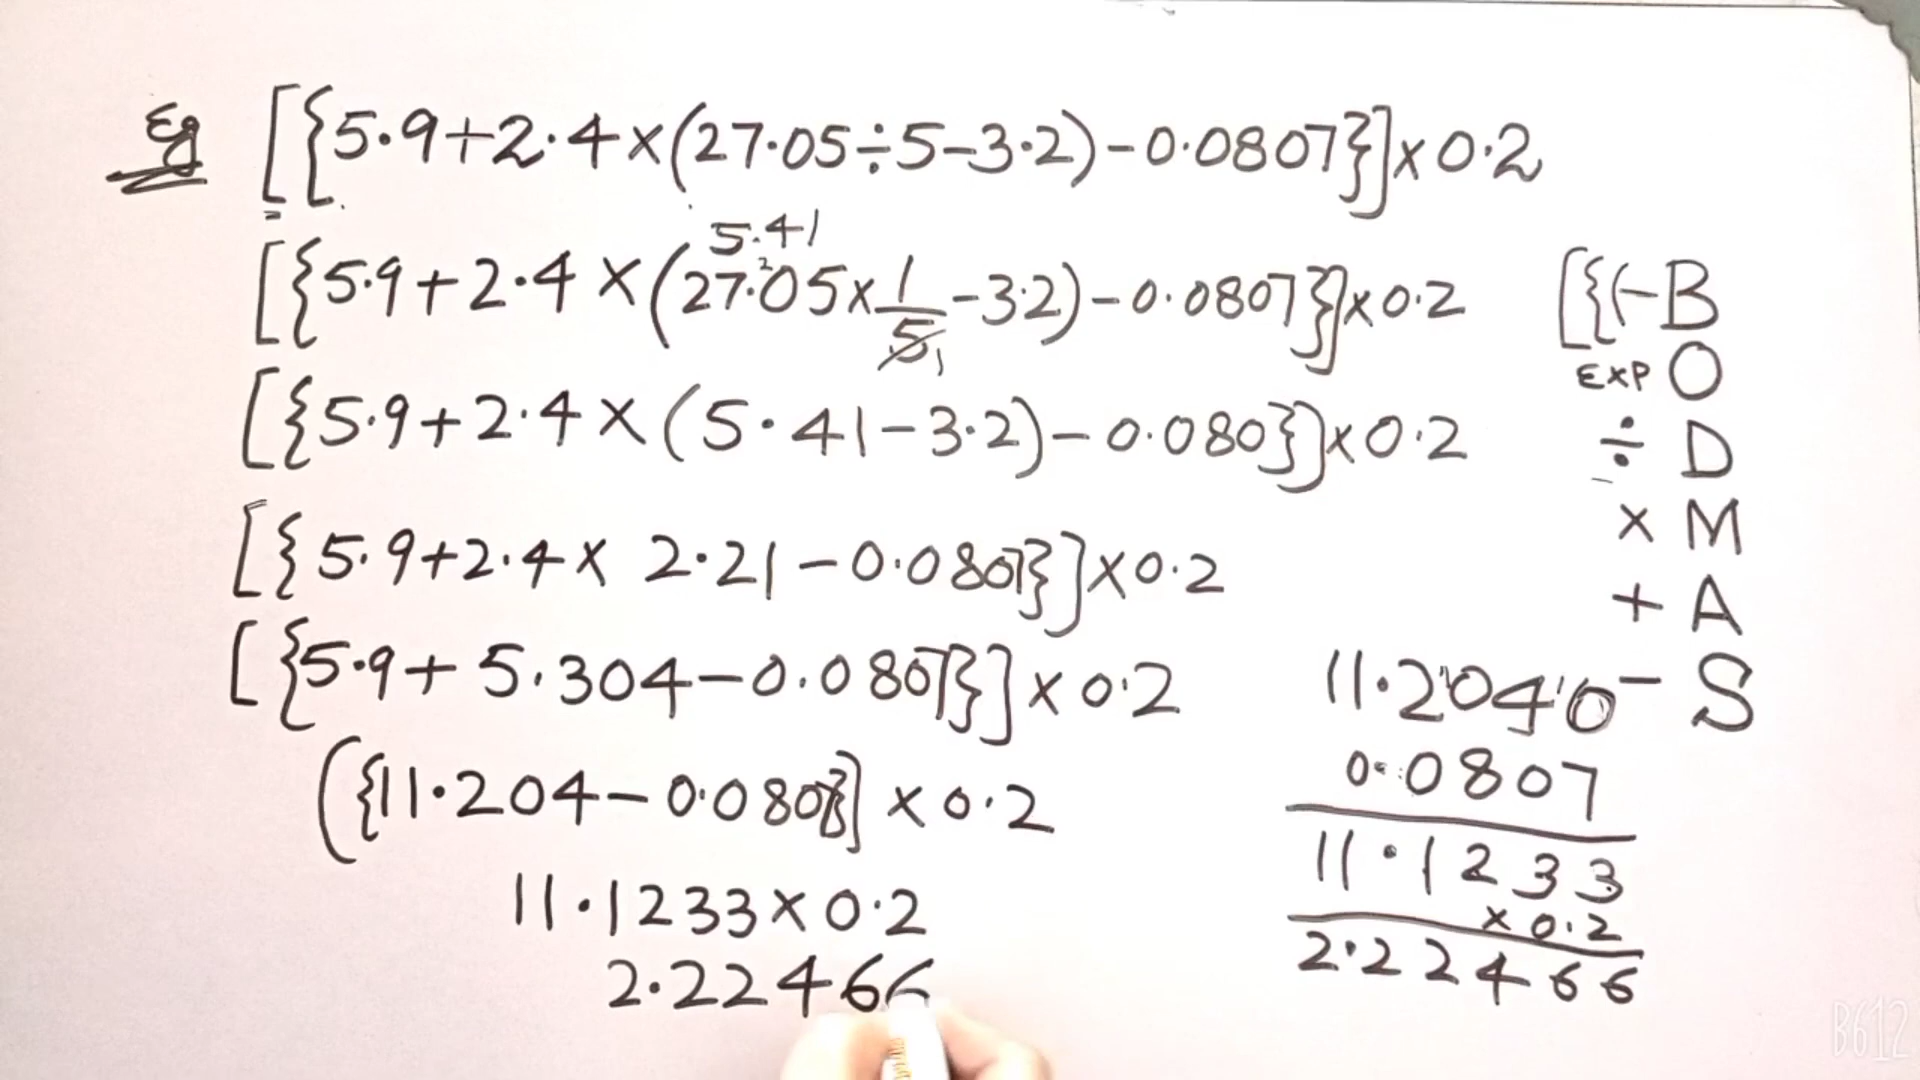 Eg [{5.9+2.4×(27.05÷5-3.2)-0.0807}]×0.2
5.41
[{5.9+2.4×(27.05×1/5-3.2)-0.0807}]×0.2
[{5.9+2.4×(5.41-3.2)-0.080}]×0.2
[{5.9+2.4× 2.21-0.0807}]×0.2
[{5.9+5.304-0.0807}]×0.2
({11.204-0.0807}]×0.2
11.1233×0.2
2.22466
[{(-B
EXP O
÷ D
× M
+ A
- S
11.2040
0.0807
11.1233
×0.2
2.22466
B612